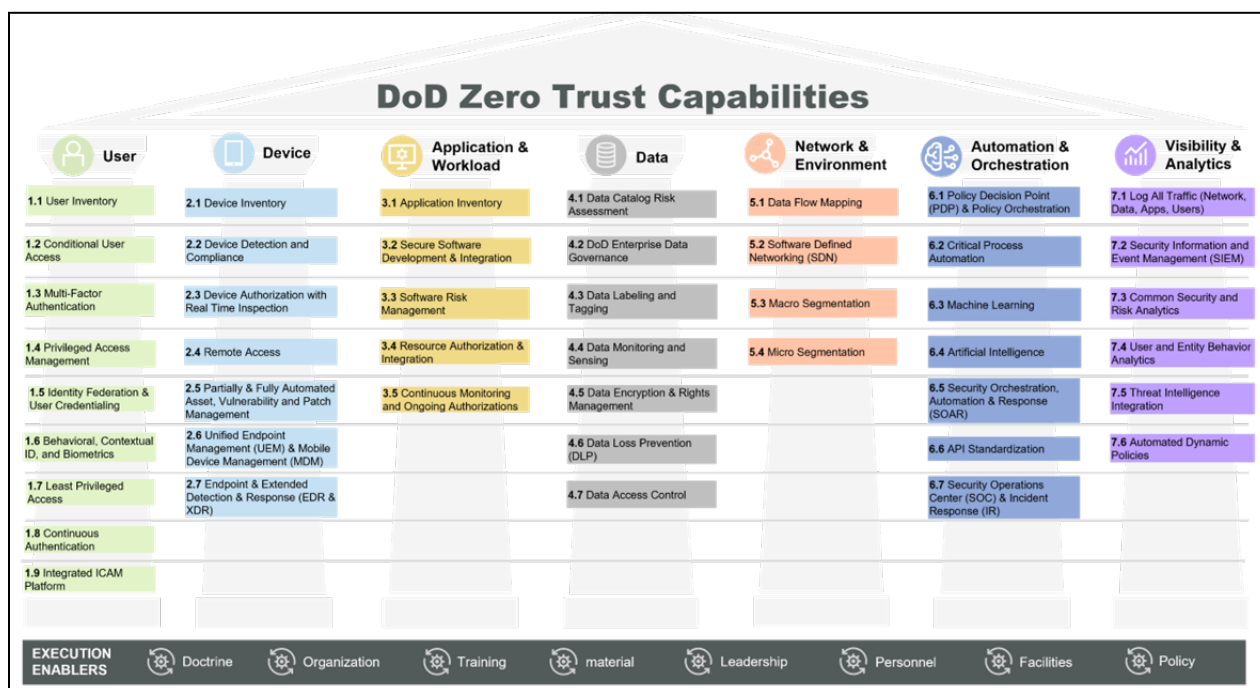 DoD Zero Trust Capabilities
User
1.1 User Inventory
1.2 Conditional User
Access
1.3 Multi-Factor
Authentication
1.4 Privileged Access
Management
1.5 Identity Federation &
User Credentialing
1.6 Behavioral, Contextual
ID, and Biometrics
1.7 Least Privileged
Access
1.8 Continuous
Authentication
1.9 Integrated ICAM
Platform
Device
2.1 Device Inventory
2.2 Device Detection and
Compliance
2.3 Device Authorization with
Real Time Inspection
2.4 Remote Access
2.5 Partially & Fully Automated
Asset, Vulnerability and Patch
Management
2.6 Unified Endpoint
Management (UEM) & Mobile
Device Management (MDM)
2.7 Endpoint & Extended
Detection & Response (EDR &
XDR)
Application &
Workload
3.1 Application Inventory
3.2 Secure Software
Development & Integration
3.3 Software Risk
Management
3.4 Resource Authorization &
Integration
3.5 Continuous Monitoring
and Ongoing Authorizations
Data
4.1 Data Catalog Risk
Assessment
4.2 DoD Enterprise Data
Governance
4.3 Data Labeling and
Tagging
4.4 Data Monitoring and
Sensing
4.5 Data Encryption & Rights
Management
4.6 Data Loss Prevention
(DLP)
4.7 Data Access Control
Network &
Environment
5.1 Data Flow Mapping
5.2 Software Defined
Networking (SDN)
5.3 Macro Segmentation
5.4 Micro Segmentation
Automation &
Orchestration
6.1 Policy Decision Point
(PDP) & Policy Orchestration
6.2 Critical Process
Automation
6.3 Machine Learning
6.4 Artificial Intelligence
6.5 Security Orchestration,
Automation & Response
(SOAR)
6.6 API Standardization
6.7 Security Operations
Center (SOC) & Incident
Response (IR)
Visibility &
Analytics
7.1 Log All Traffic (Network,
Data, Apps, Users)
7.2 Security Information and
Event Management (SIEM)
7.3 Common Security and
Risk Analytics
7.4 User and Entity Behavior
Analytics
7.5 Threat Intelligence
Integration
7.6 Automated Dynamic
Policies
EXECUTION
ENABLERS
Doctrine
Organization
Training
material
Leadership
Personnel
Facilities
Policy